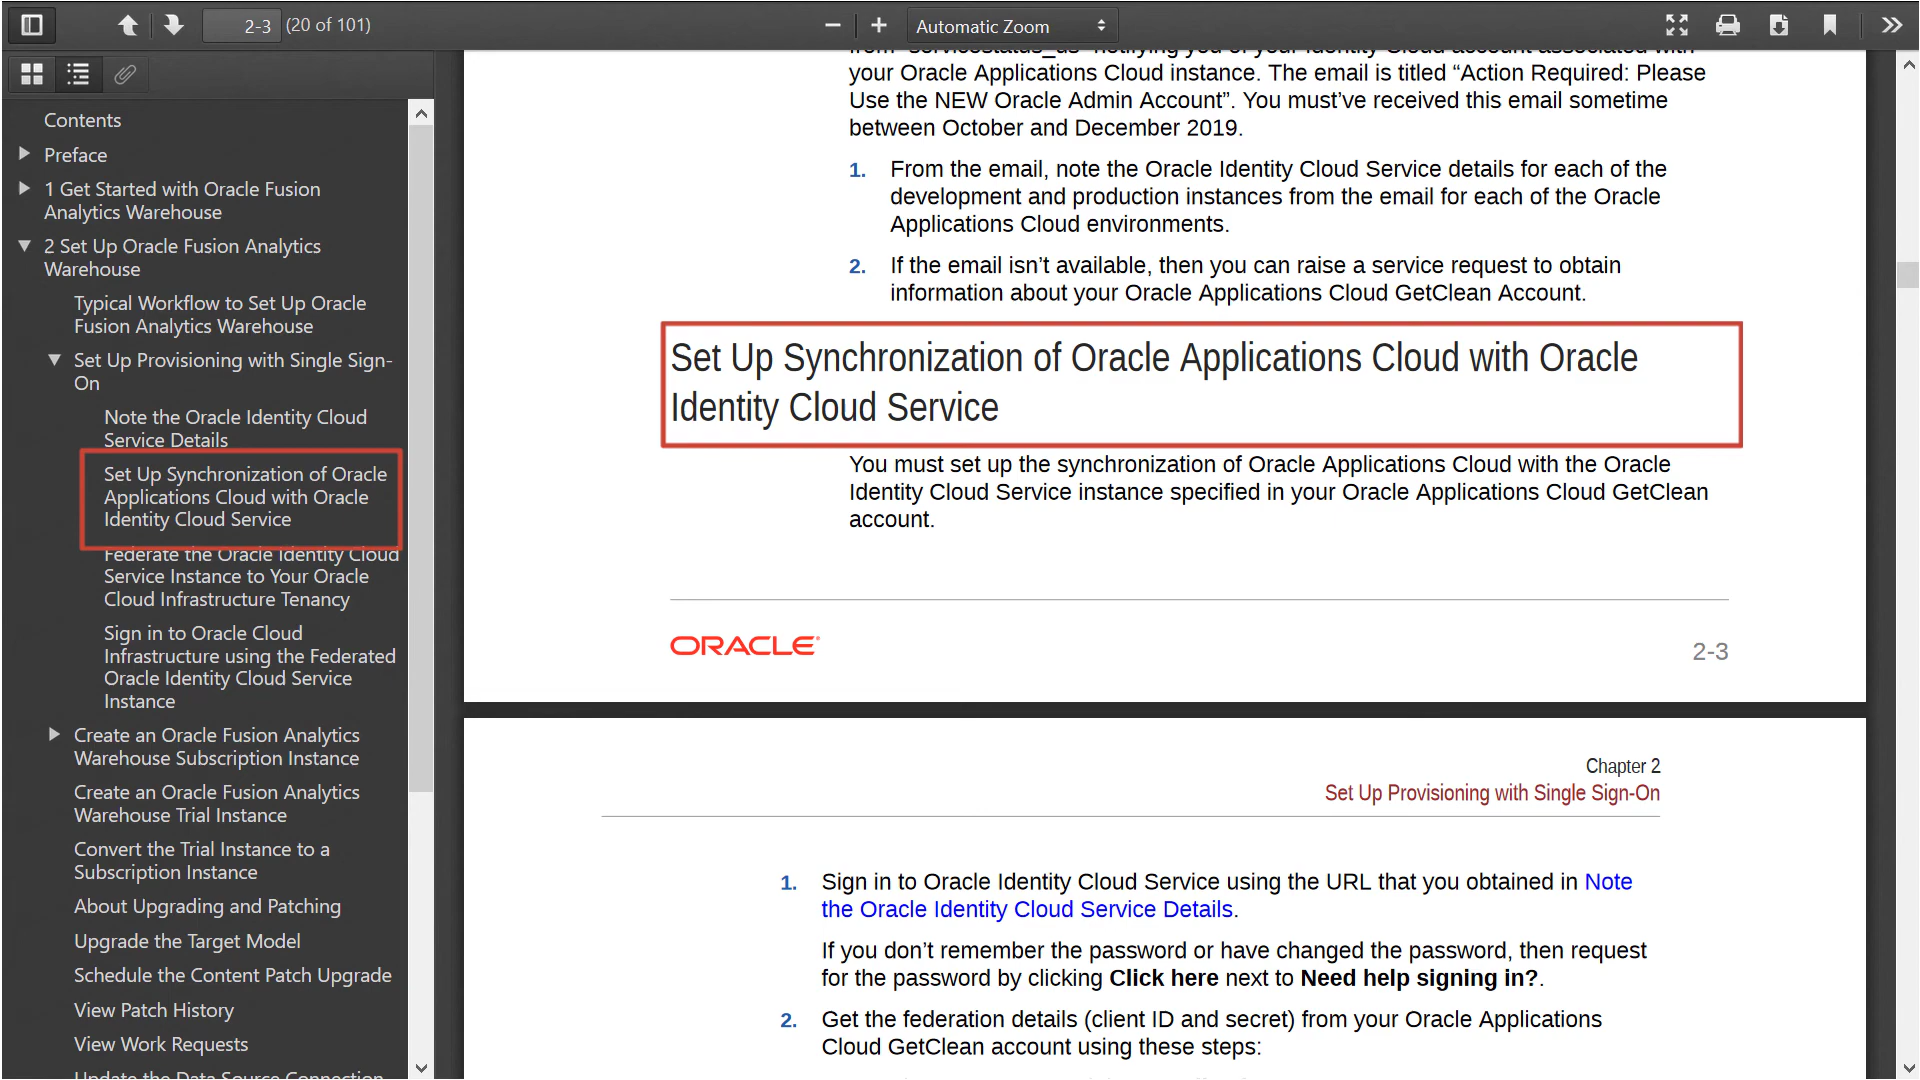 2-3 (20 of 101)
Automatic Zoom
Contents
Preface
1 Get Started with Oracle Fusion
Analytics Warehouse
2 Set Up Oracle Fusion Analytics
Warehouse
Typical Workflow to Set Up Oracle
Fusion Analytics Warehouse
Set Up Provisioning with Single Sign-
On
Note the Oracle Identity Cloud
Service Details
Set Up Synchronization of Oracle
Applications Cloud with Oracle
Identity Cloud Service
Federate the Oracle Identity Cloud
Service Instance to Your Oracle
Cloud Infrastructure Tenancy
Sign in to Oracle Cloud
Infrastructure using the Federated
Oracle Identity Cloud Service
Instance
Create an Oracle Fusion Analytics
Warehouse Subscription Instance
Create an Oracle Fusion Analytics
Warehouse Trial Instance
Convert the Trial Instance to a
Subscription Instance
About Upgrading and Patching
Upgrade the Target Model
Schedule the Content Patch Upgrade
View Patch History
View Work Requests
Update the Data Source Connection
from "servicestatus_us" notifying you of your Identity Cloud account associated with
your Oracle Applications Cloud instance. The email is titled “Action Required: Please
Use the NEW Oracle Admin Account”. You must’ve received this email sometime
between October and December 2019.
1. From the email, note the Oracle Identity Cloud Service details for each of the
development and production instances from the email for each of the Oracle
Applications Cloud environments.
2. If the email isn’t available, then you can raise a service request to obtain
information about your Oracle Applications Cloud GetClean Account.
Set Up Synchronization of Oracle Applications Cloud with Oracle
Identity Cloud Service
You must set up the synchronization of Oracle Applications Cloud with the Oracle
Identity Cloud Service instance specified in your Oracle Applications Cloud GetClean
account.
ORACLE
2-3
Chapter 2
Set Up Provisioning with Single Sign-On
1. Sign in to Oracle Identity Cloud Service using the URL that you obtained in Note
the Oracle Identity Cloud Service Details.
If you don’t remember the password or have changed the password, then request
for the password by clicking Click here next to Need help signing in?.
2. Get the federation details (client ID and secret) from your Oracle Applications
Cloud GetClean account using these steps: